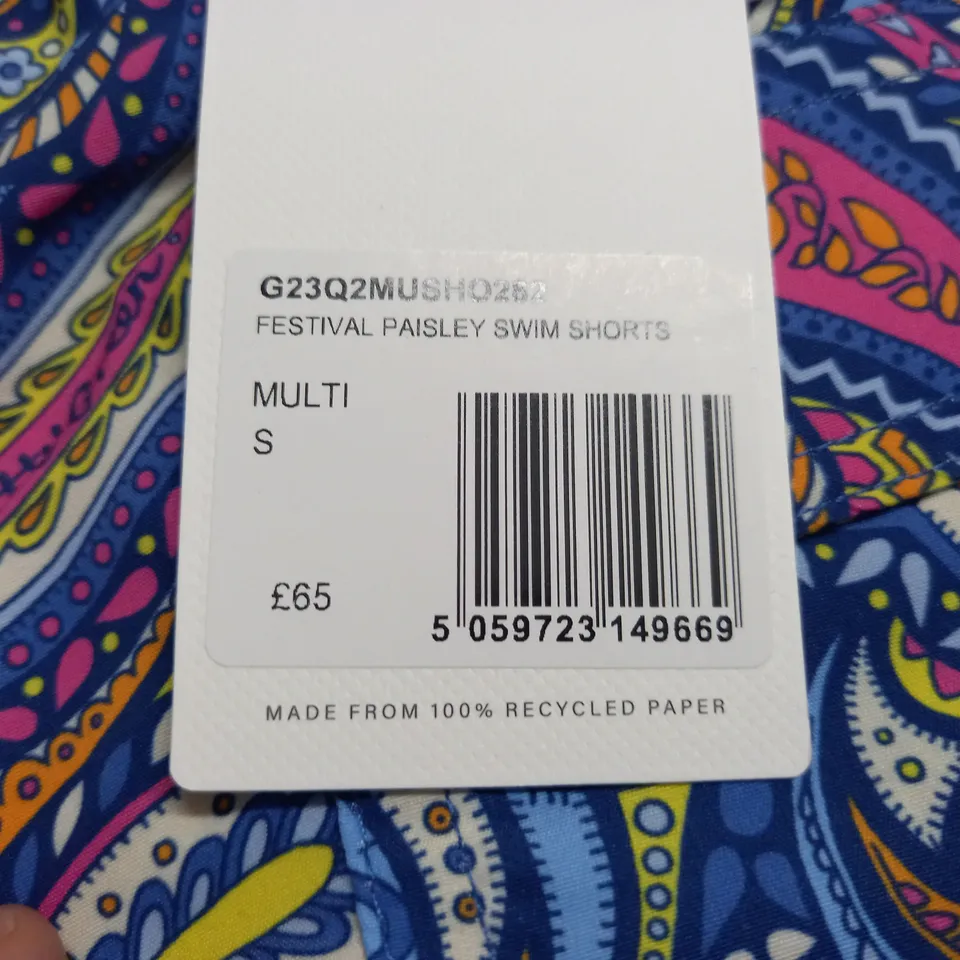 G23Q2MUSHO262
FESTIVAL PAISLEY SWIM SHORTS
MULTI
S
£65
5 059723 149669
MADE FROM 100% RECYCLED PAPER